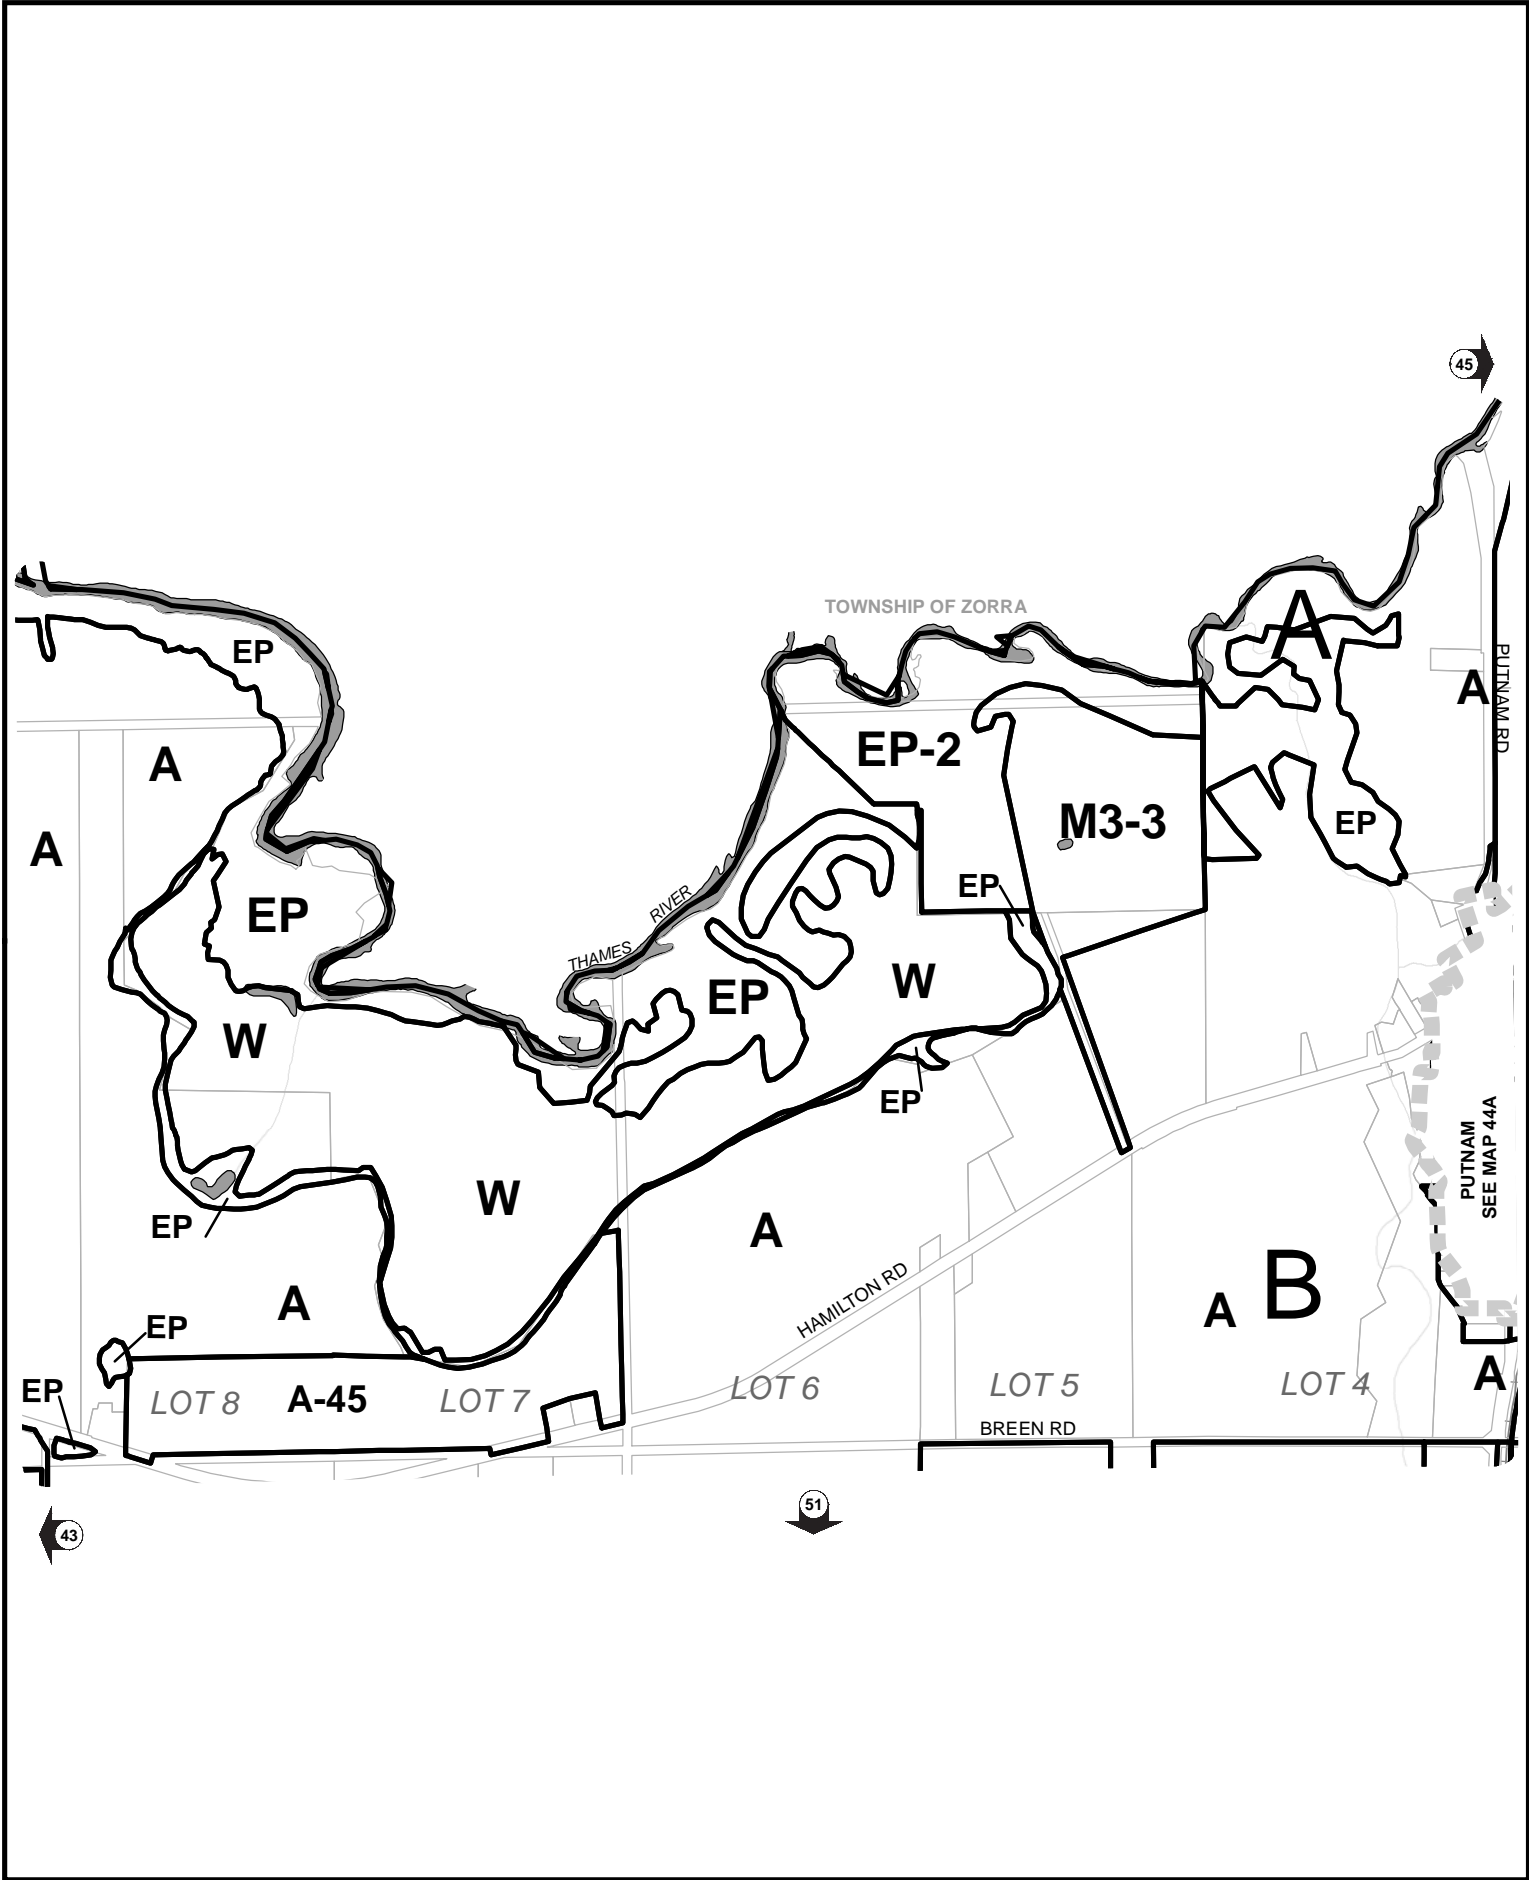 45
TOWNSHIP OF ZORRA
A
EP
A
PUTNAM RD
EP-2
A
M3-3
EP
A
EP
RIVER
EP
THAMES
W
EP
W
EP
PUTNAM
SEE MAP 44A
W
EP
A
B
A
A
HAMILTON RD
EP
A
EP
LOT 8
A-45
LOT 7
LOT 6
LOT 5
LOT 4
BREEN RD
51
43